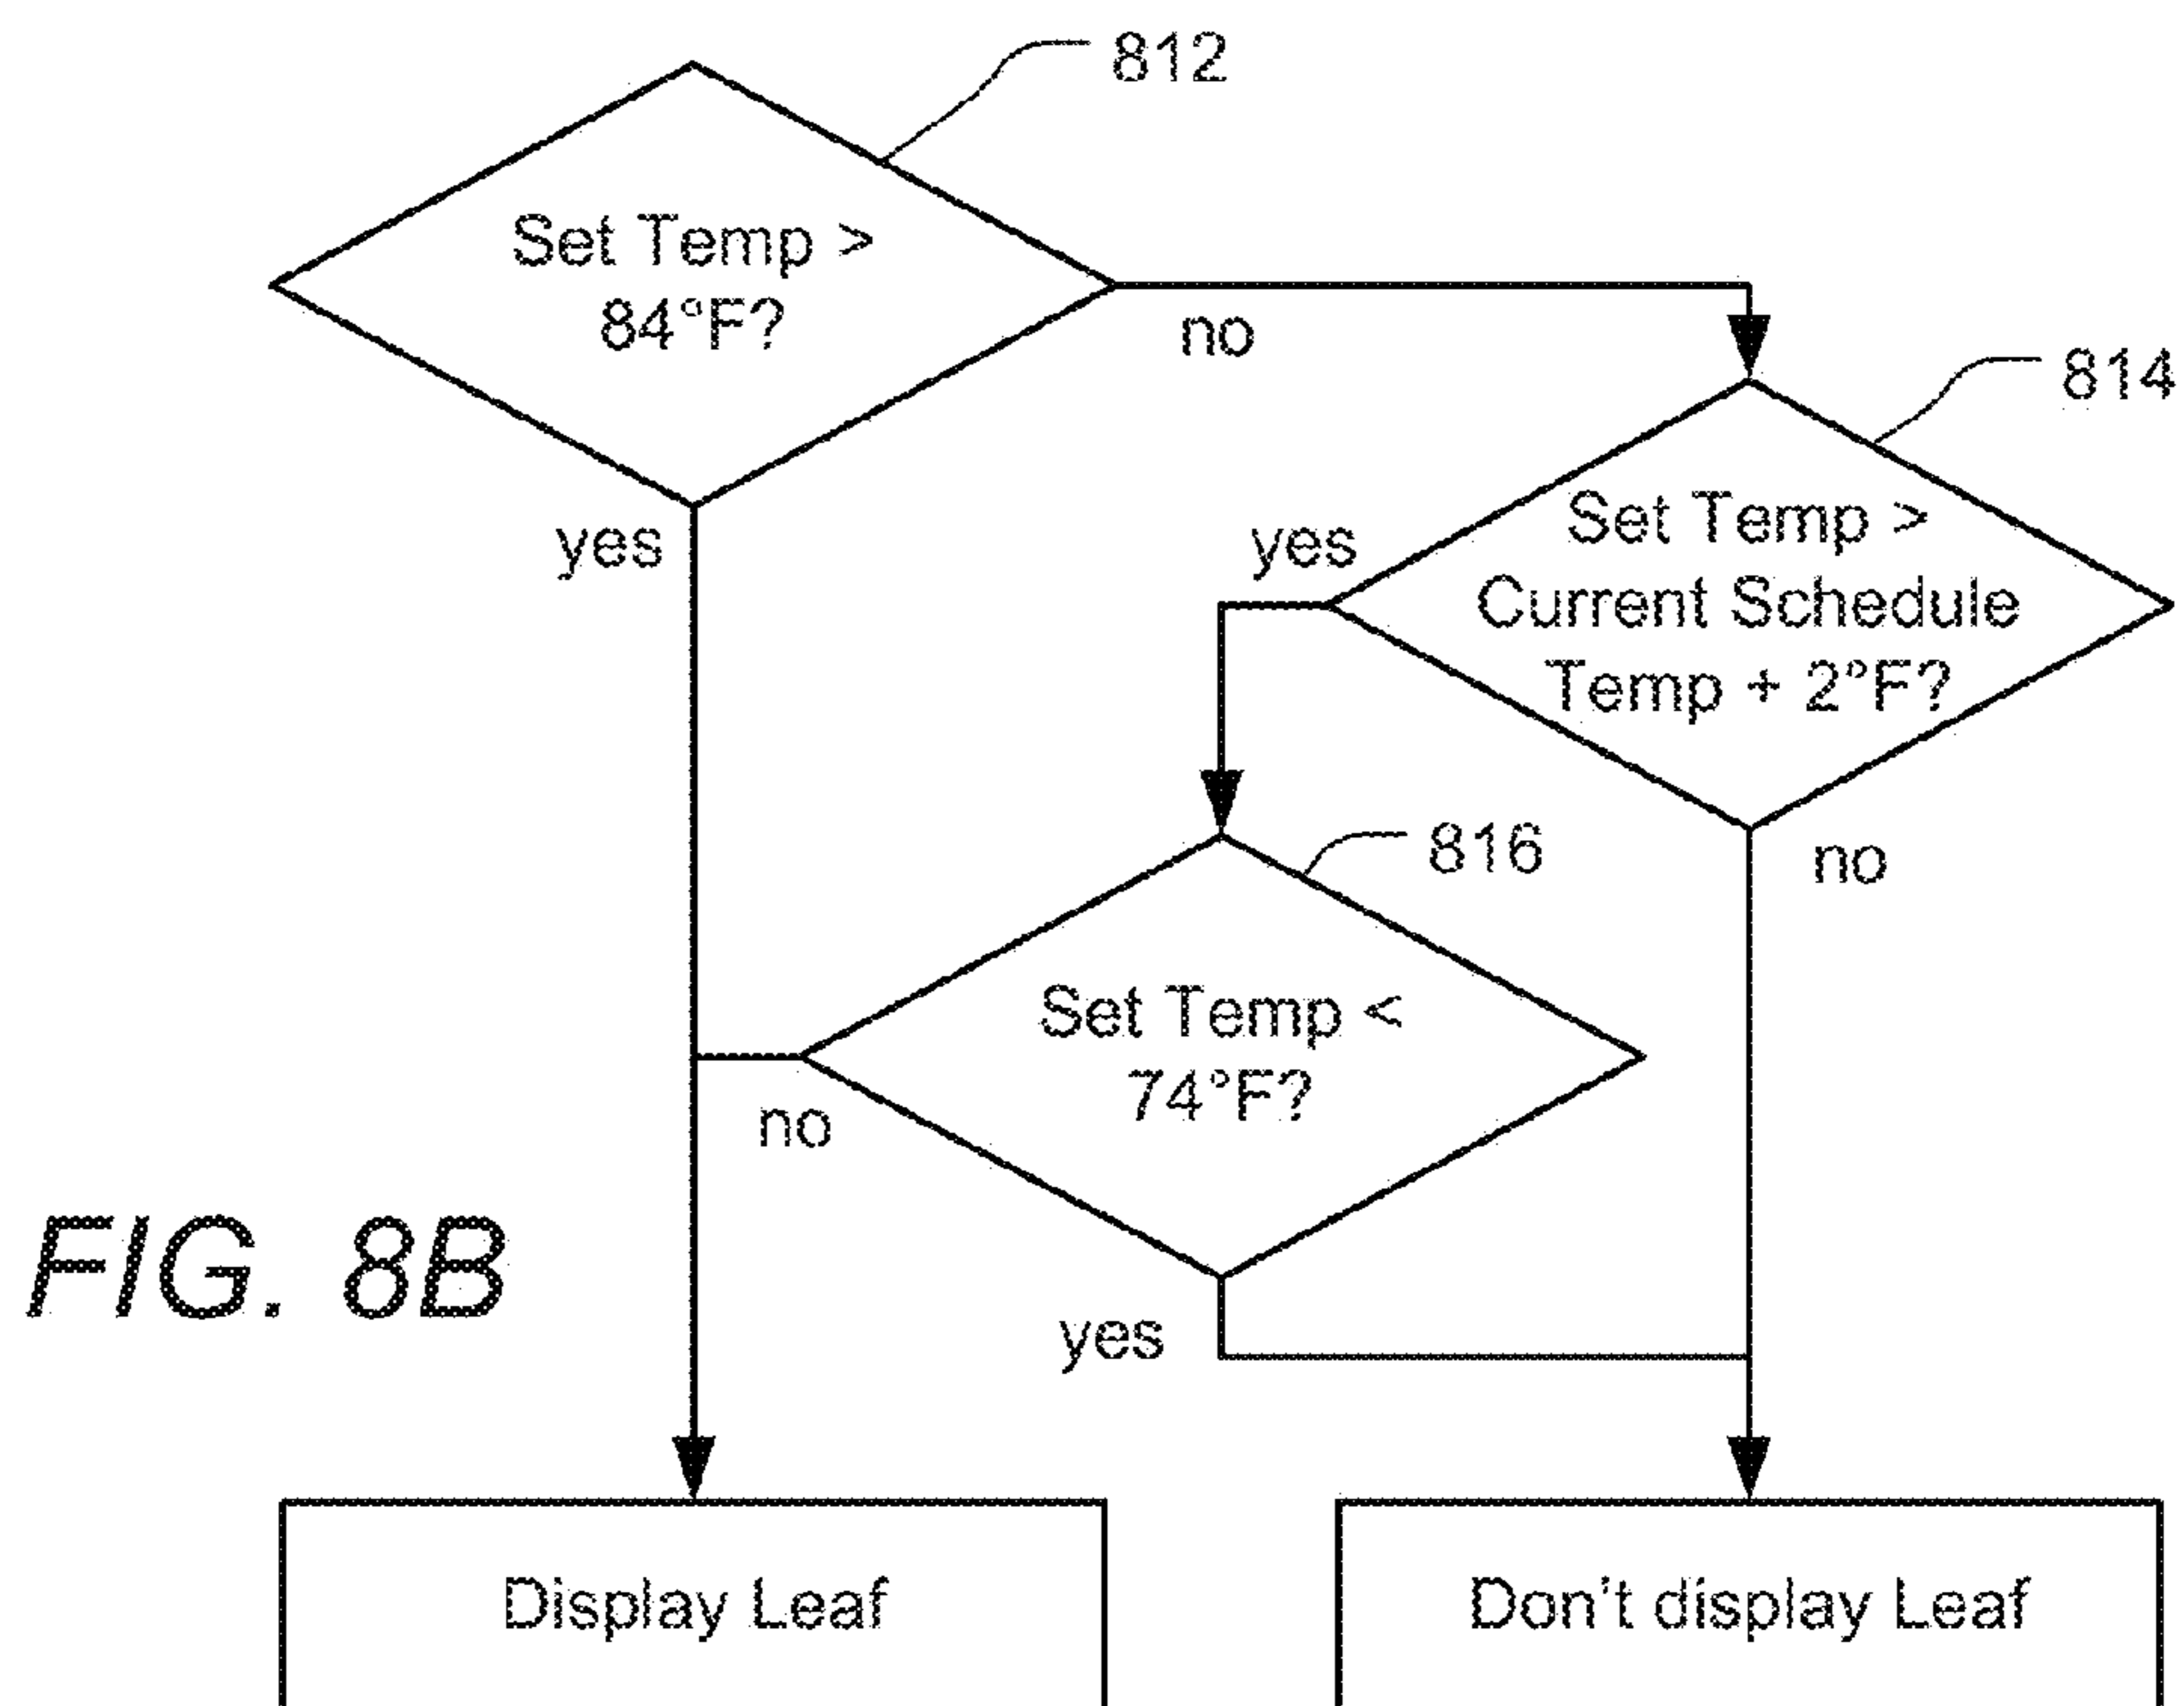 812
Set Temp >
84°F?
no
814
yes
Set Temp >
Current Schedule
Temp + 2°F?
yes
816
no
Set Temp <
74°F?
no
FIG. 8B
yes
Display Leaf
Don't display Leaf